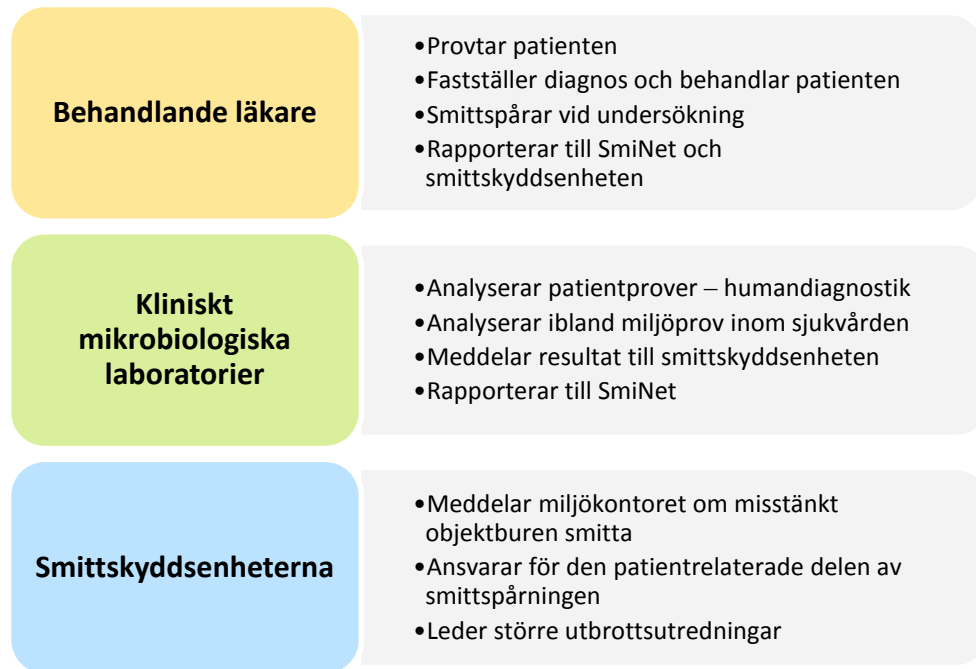 Behandlande läkare
•Provtar patienten
•Fastställer diagnos och behandlar patienten
•Smittspårar vid undersökning
•Rapporterar till SmiNet och
smittskyddsenheten
Kliniskt
mikrobiologiska
laboratorier
•Analyserar patientprover – humandiagnostik
•Analyserar ibland miljöprov inom sjukvården
•Meddelar resultat till smittskyddsenheten
•Rapporterar till SmiNet
Smittskyddsenheterna
•Meddelar miljökontoret om misstänkt
objektburen smitta
•Ansvarar för den patientrelaterade delen av
smittspårningen
•Leder större utbrottsutredningar